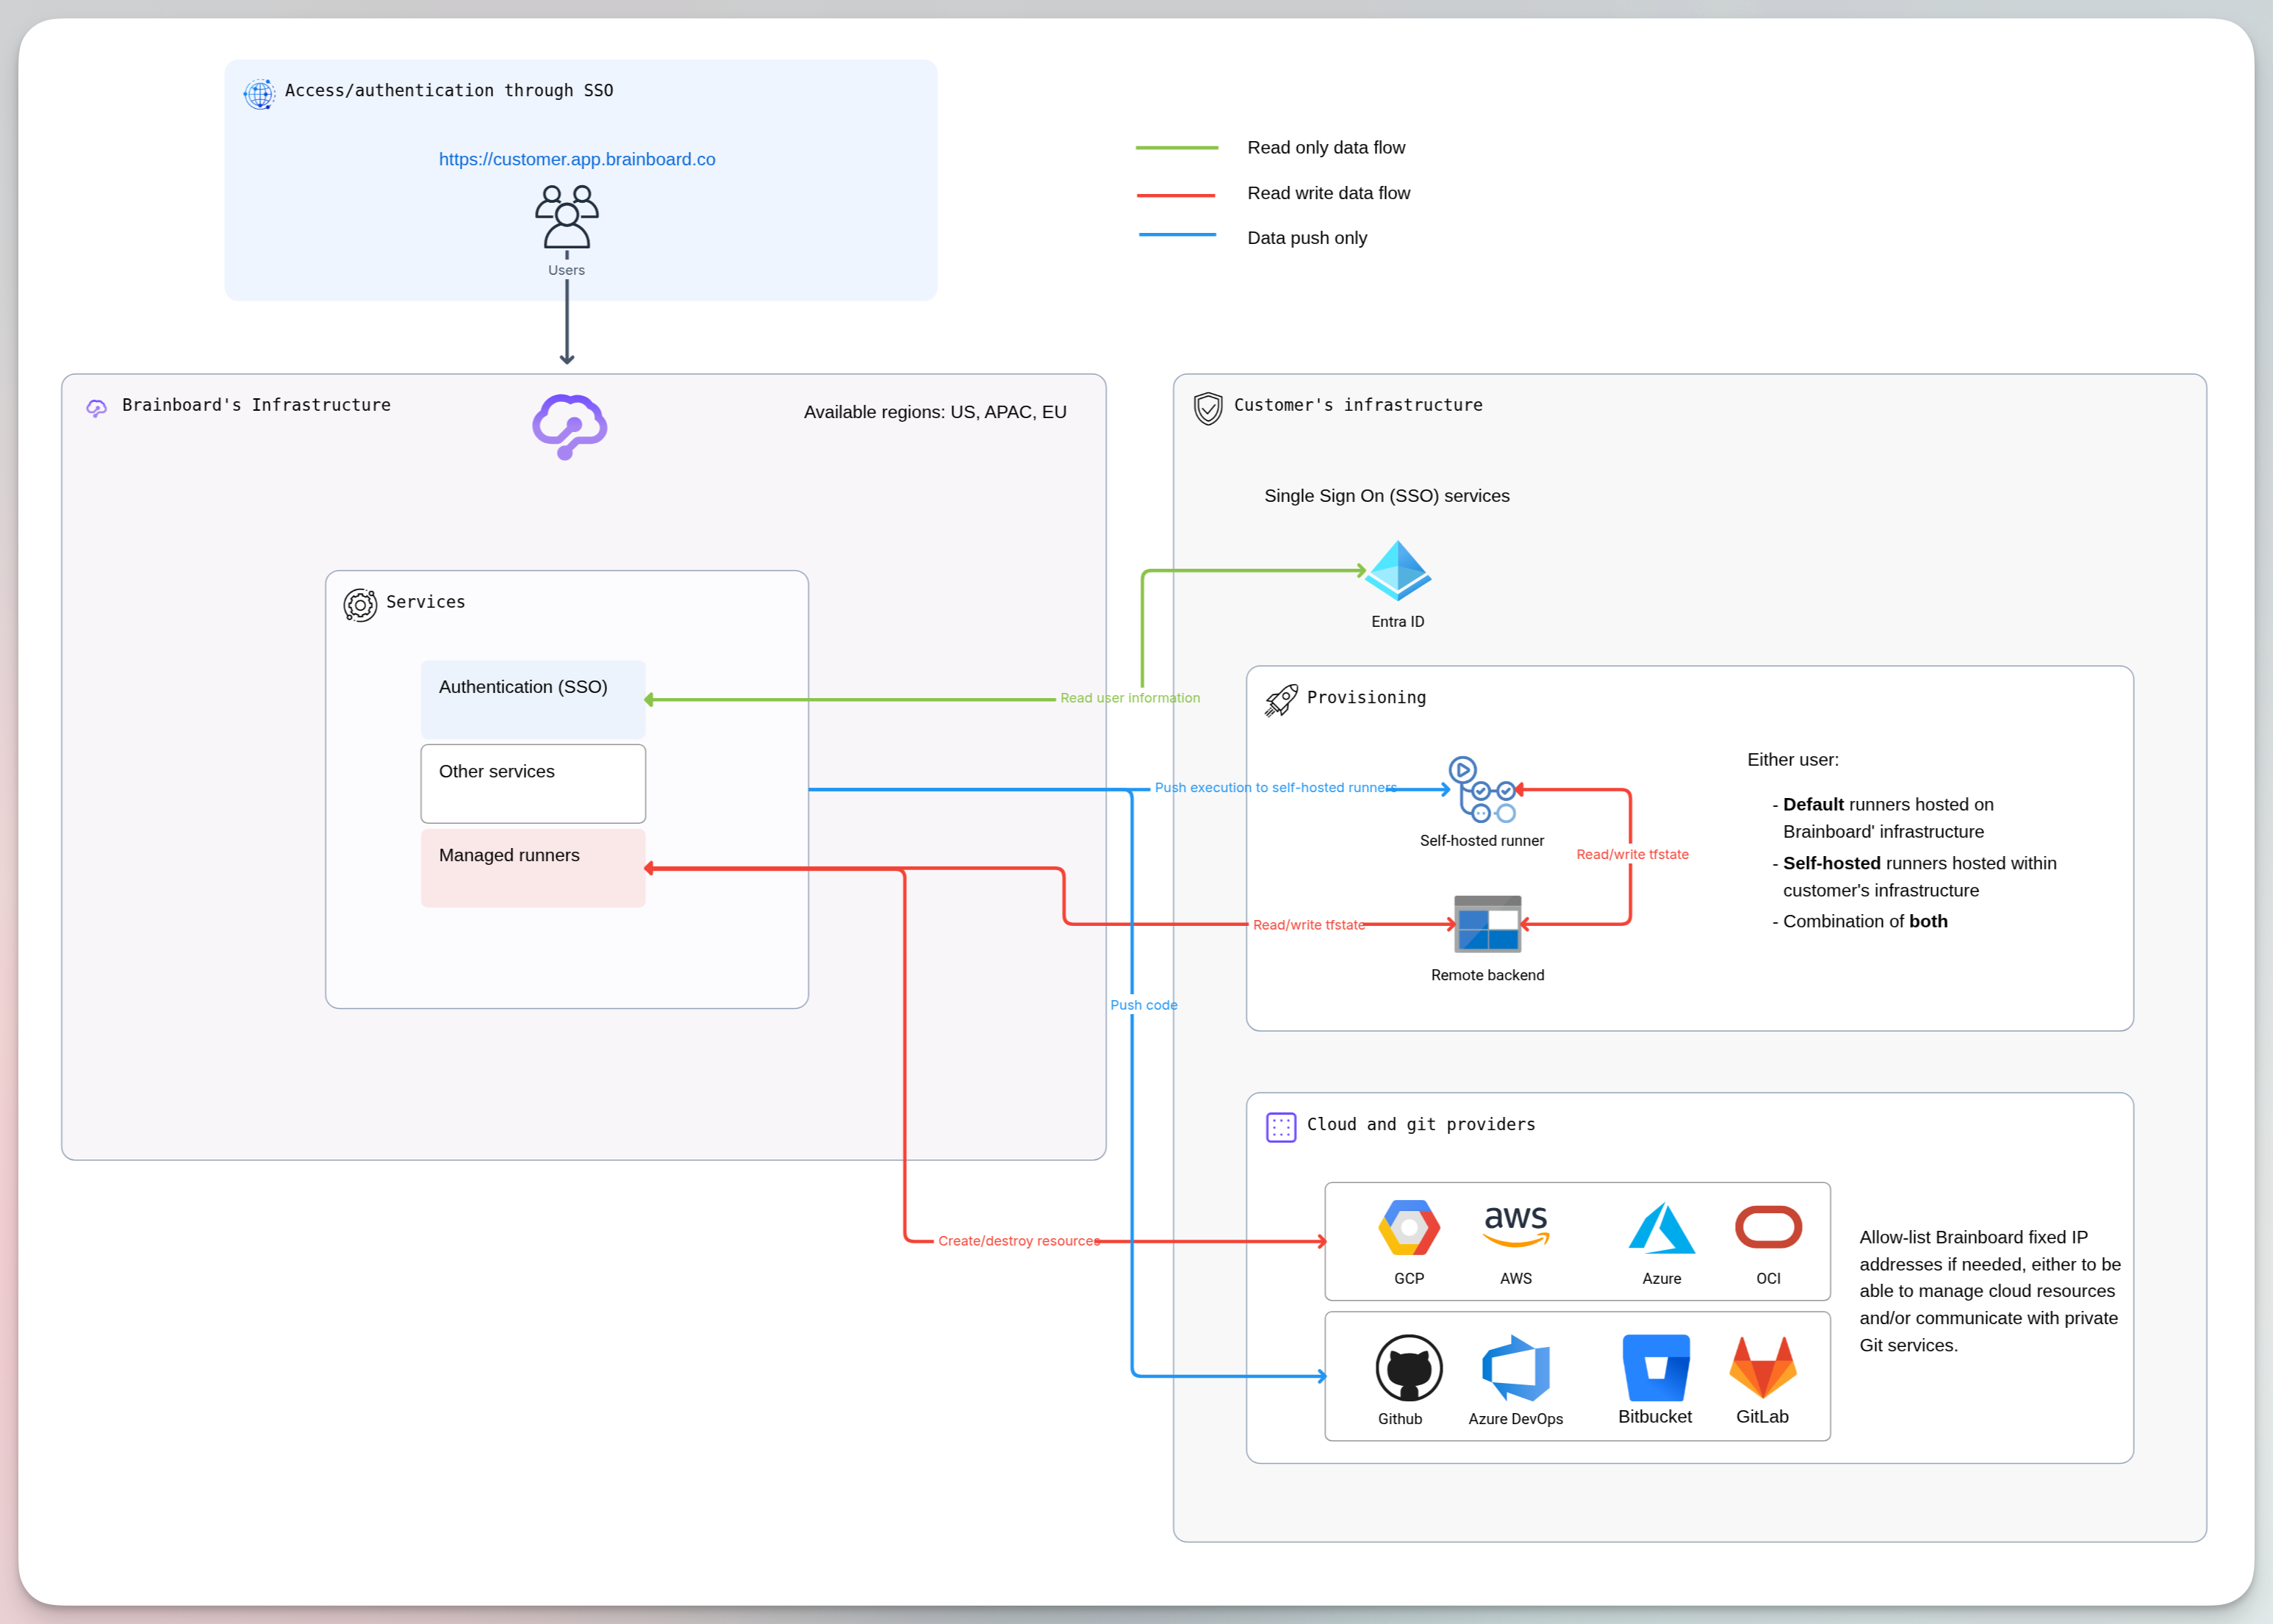 Access/authentication through SSO
https://customer.app.brainboard.co
Users
Read only data flow
Read write data flow
Data push only
Brainboard's Infrastructure
Available regions: US, APAC, EU
Services
Authentication (SSO)
Other services
Managed runners
Customer's infrastructure
Single Sign On (SSO) services
Entra ID
Read user information
Provisioning
Push execution to self-hosted runners
Self-hosted runner
Read/write tfstate
Read/write tfstate
Remote backend
Either user:
- Default runners hosted on
Brainboard' infrastructure
- Self-hosted runners hosted within
customer's infrastructure
- Combination of both
Push code
Create/destroy resources
Cloud and git providers
aws
GCP
AWS
Azure
OCI
Github
Azure DevOps
Bitbucket
GitLab
Allow-list Brainboard fixed IP
addresses if needed, either to be
able to manage cloud resources
and/or communicate with private
Git services.